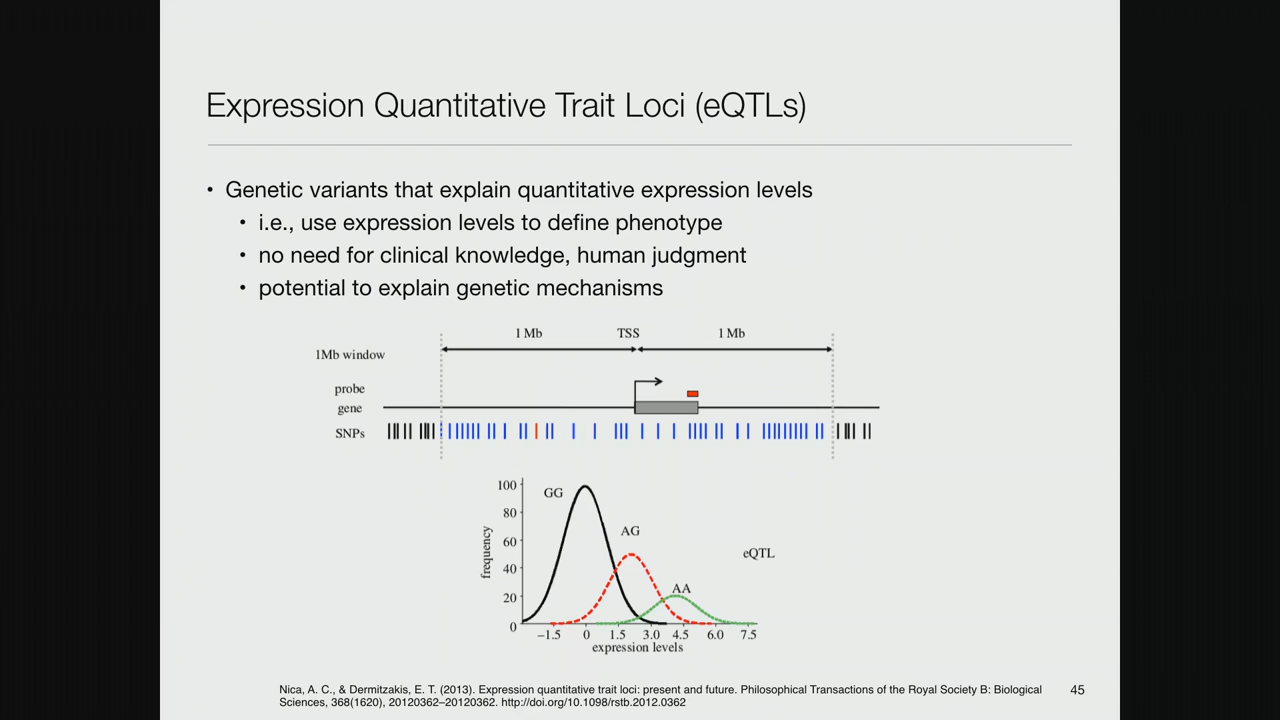 Expression Quantitative Trait Loci (eQTLs)
• Genetic variants that explain quantitative expression levels
• i.e., use expression levels to define phenotype
• no need for clinical knowledge, human judgment
• potential to explain genetic mechanisms
1 Mb TSS 1 Mb
1Mb window
probe
gene
SNPs
100
80
60
40
20
0
frequency
GG
AG
AA
eQTL
–1.5 0 1.5 3.0 4.5 6.0 7.5
expression levels
Nica, A. C., & Dermitzakis, E. T. (2013). Expression quantitative trait loci: present and future. Philosophical Transactions of the Royal Society B: Biological
Sciences, 368(1620), 20120362–20120362. http://doi.org/10.1098/rstb.2012.0362
45